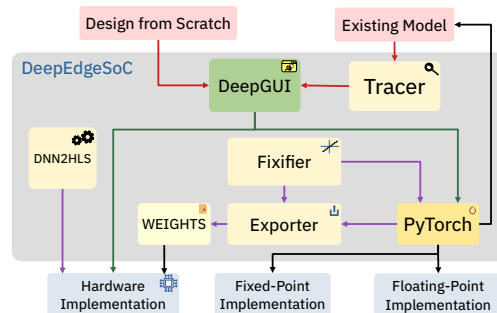 Design from Scratch
Existing Model
DeepEdgeSoC
DeepGUI
Tracer
DNN2HLS
Fixifier
WEIGHTS
Exporter
PyTorch
Hardware
Implementation
Fixed-Point
Implementation
Floating-Point
Implementation